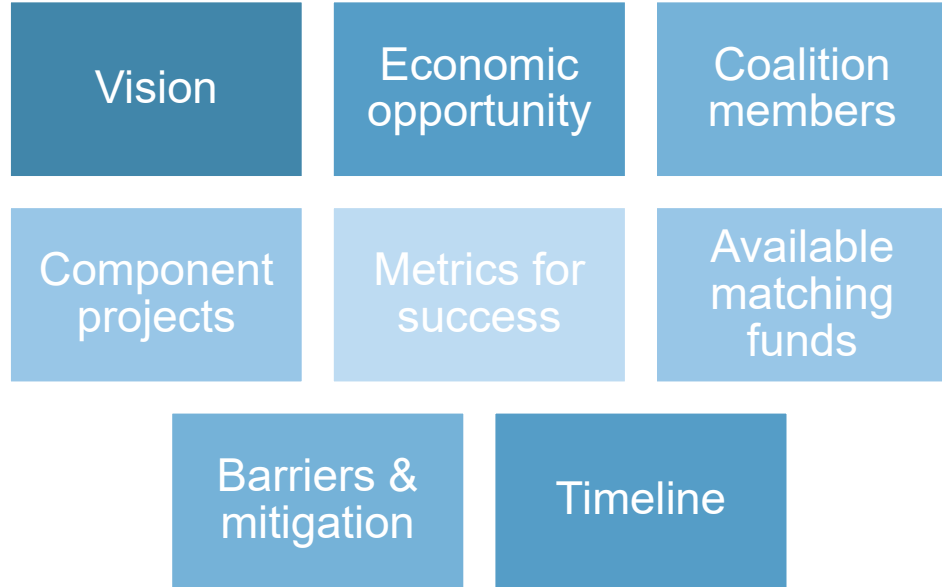 Vision
Economic
opportunity
Coalition
members
Component
projects
Metrics for
success
Available
matching
funds
Barriers &
mitigation
Timeline